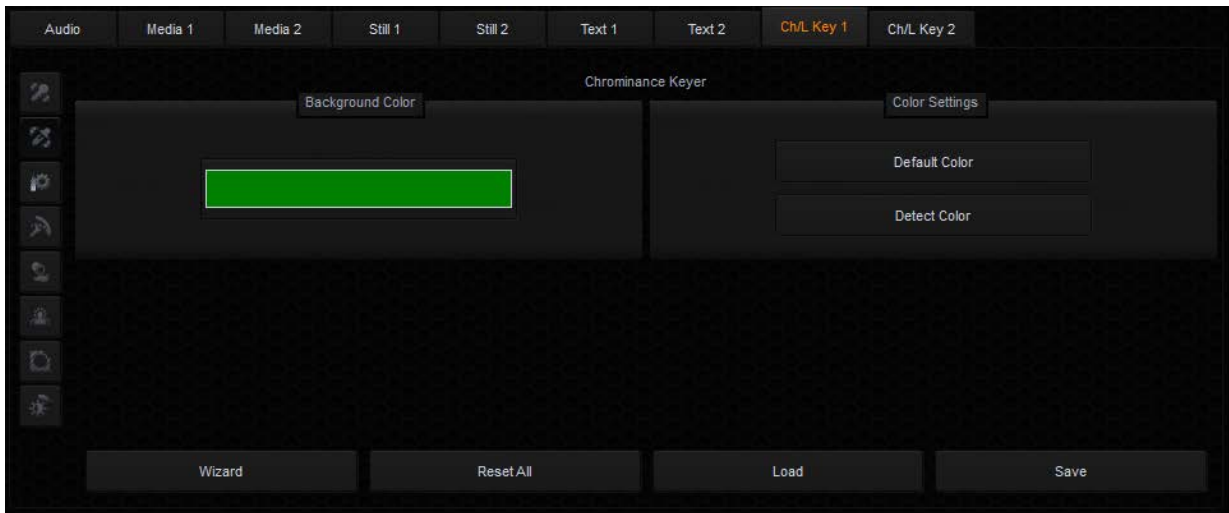 Audio Media 1 Media 2 Still 1 Still 2 Text 1 Text 2 Ch/L Key 1 Ch/L Key 2
Chrominance Keyer
Background Color Color Settings
Default Color
Detect Color
Wizard Reset All Load Save